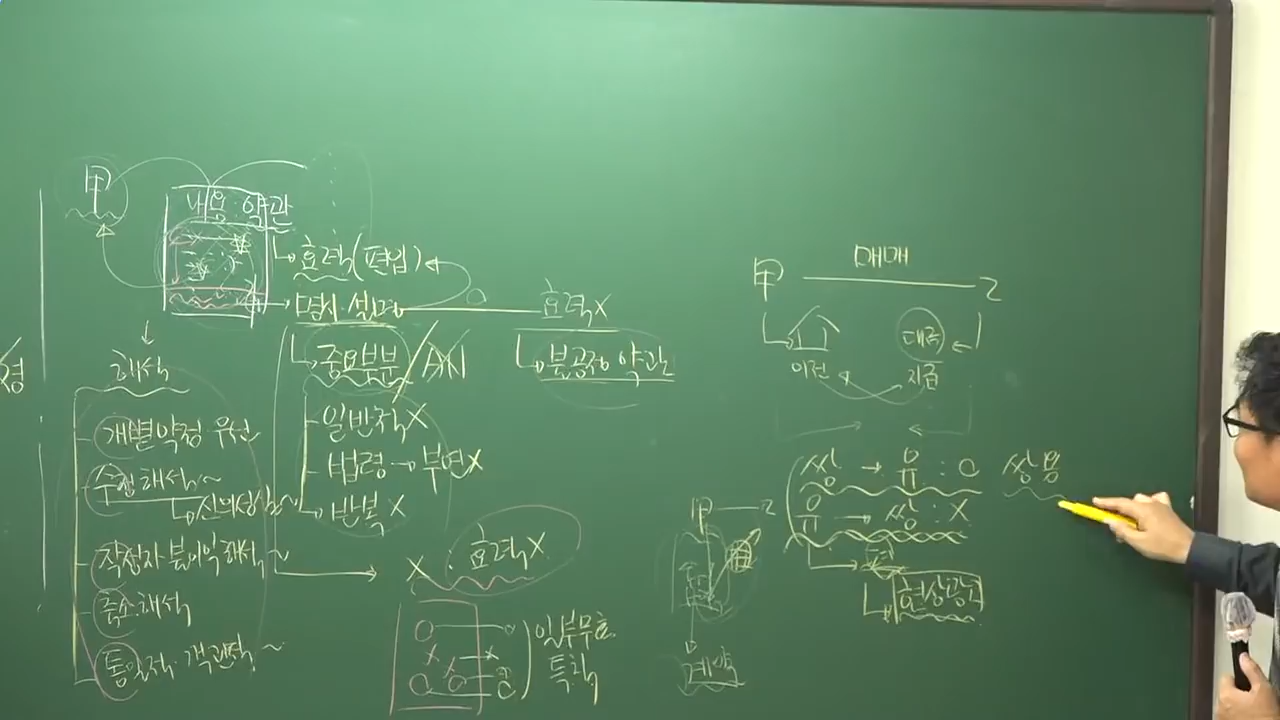 甲
내용 약관
효력(편입)
명시·설명
효력X
중요부분
불공정 약관
해석
개별약정 우선
일반적X
수정해석~
법령→부연X
신의성실~
반복X
작성자 불이익 해석~
축소해석
통일적·객관적~
X : 효력X
일부무효
특칙
甲 매매 乙
이전
대금
지급
쌍→유:O 쌍몽
유→쌍:X
현상광고
甲 乙
계약